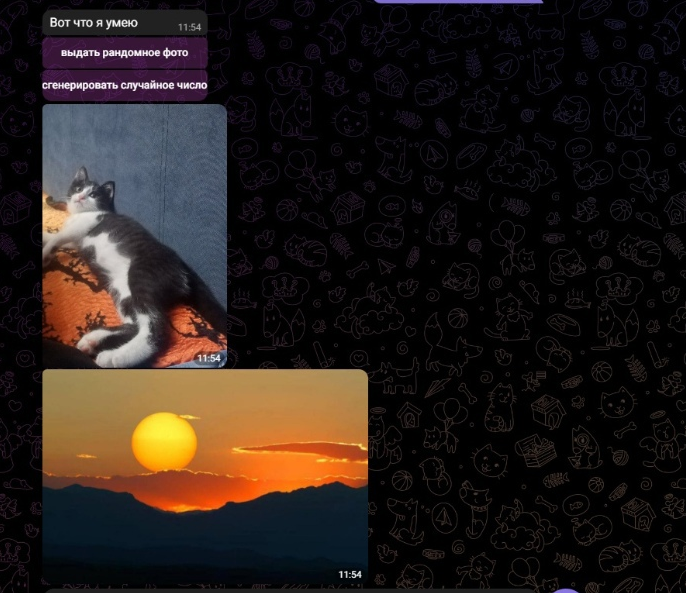 Вот что я умею
11:54
выдать рандомное фото
сгенерировать случайное число
11:54
11:54